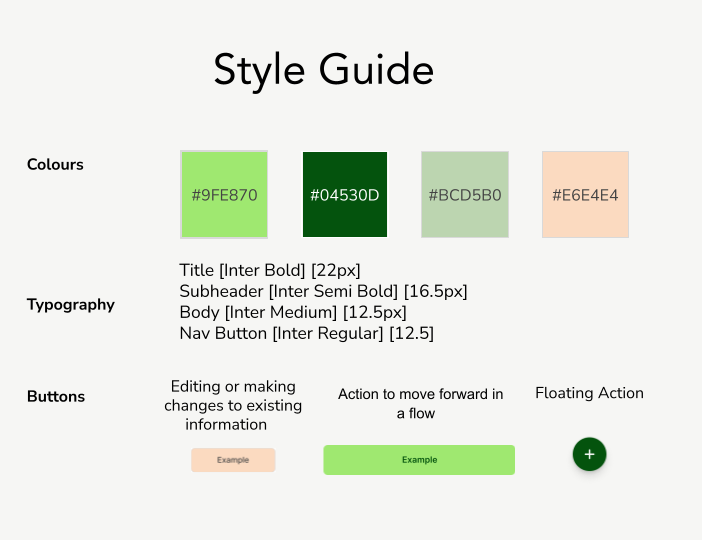 Style Guide
Colours
#9FE870
#04530D
#BCD5B0
#E6E4E4
Typography
Title [Inter Bold] [22px]
Subheader [Inter Semi Bold] [16.5px]
Body [Inter Medium] [12.5px]
Nav Button [Inter Regular] [12.5]
Buttons
Editing or making
changes to existing
information
Example
Action to move forward in
a flow
Example
Floating Action
+